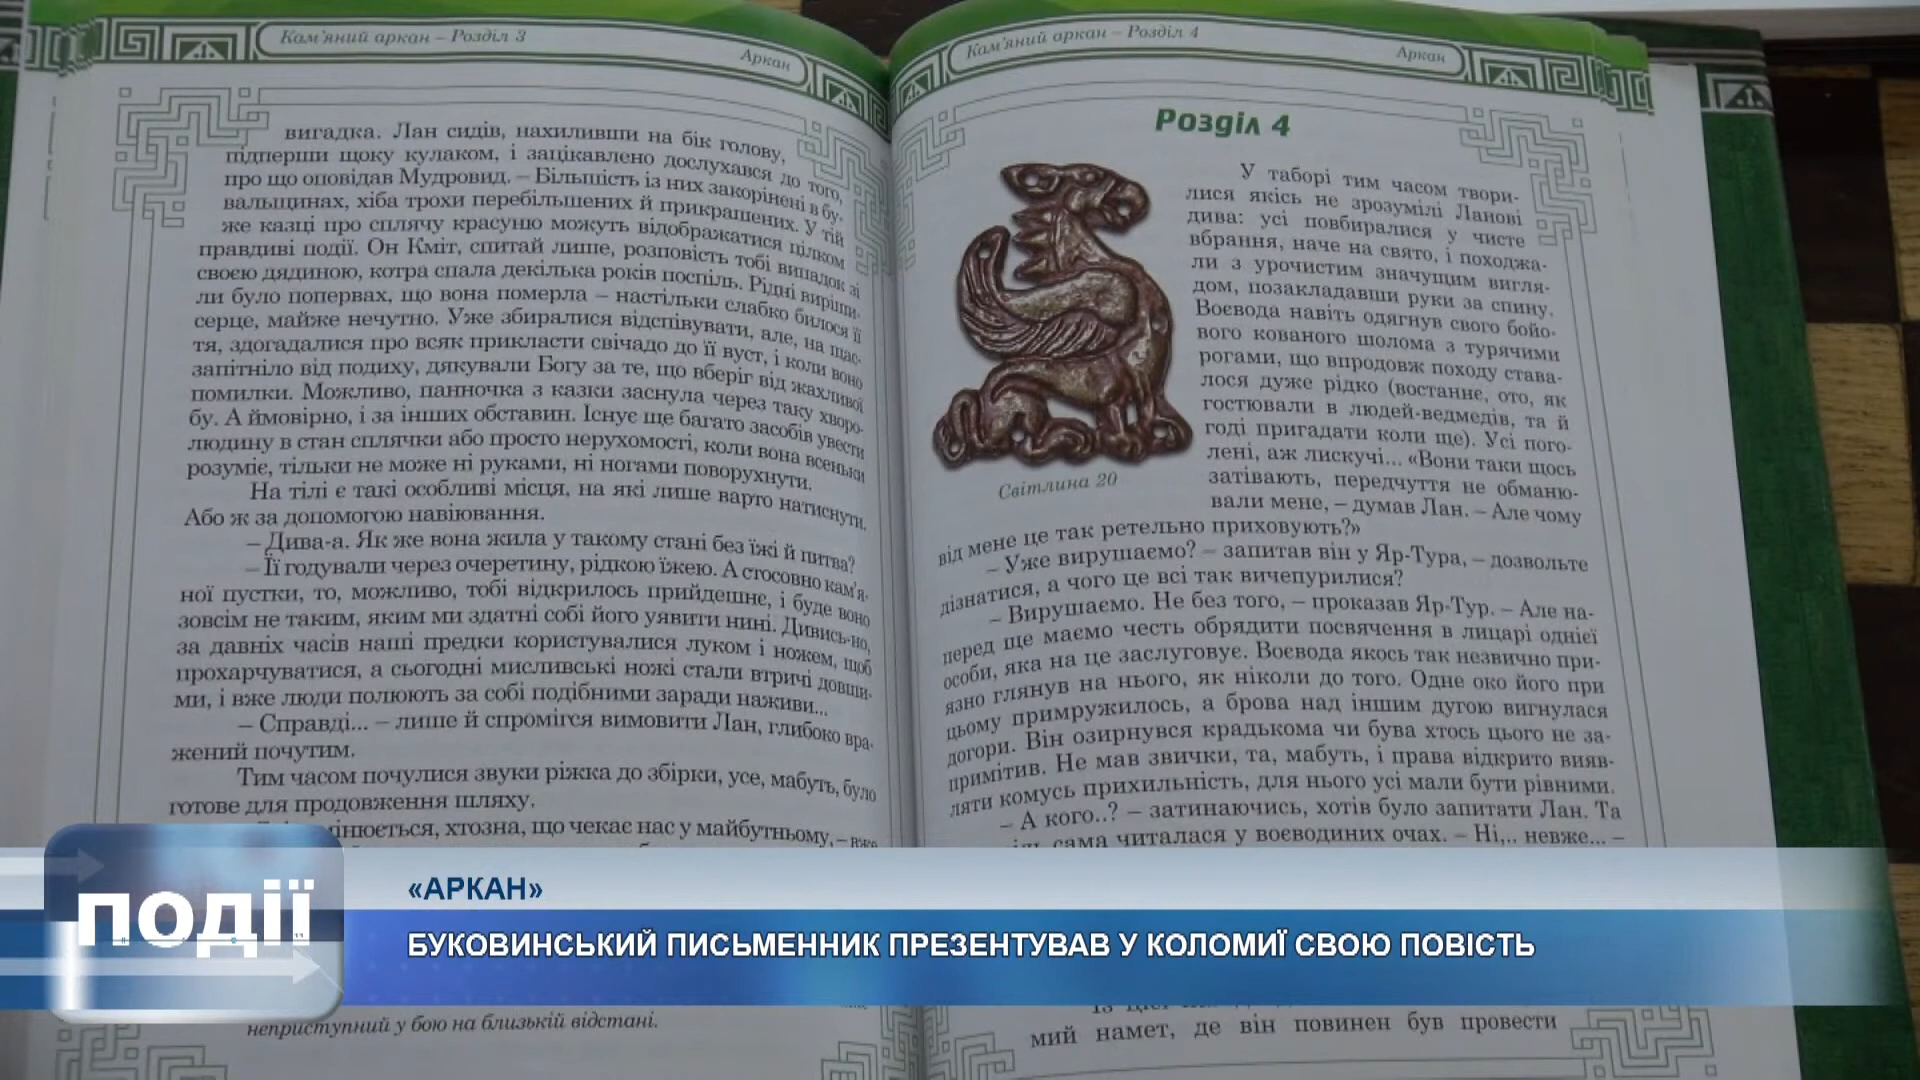 Кам'яний аркан – Розділ 3
Аркан
вигадка. Лан сидів, нахиливши на бік голову,
підперши щоку кулаком, і зацікавлено дослухався до того,
про що оповідав Мудровид. – Більшість із них закорінені в бу-
вальщинах, хіба трохи перебільшених й прикрашених. У тій
же казці про сплячу красуню можуть відображатися цілком
правдиві події. Он Кміт, спитай лише, розповість тобі випадок зі
своєю дядиною, котра спала декілька років поспіль. Рідні виріши-
ли було попервах, що вона померла – настільки слабко билося її
серце, майже нечутно. Уже збиралися відспівувати, але, на щас-
тя, здогадалися про всяк прикласти свічадо до її вуст, і коли воно
запітніло від подиху, дякували Богу за те, що вберіг від жахливої
помилки. Можливо, панночка з казки заснула через таку хворо-
бу. А ймовірно, і за інших обставин. Існує ще багато засобів увести
людину в стан сплячки або просто нерухомості, коли вона всеньки
розуміє, тільки не може ні руками, ні ногами поворухнути.
На тілі є такі особливі місця, на які лише варто натиснути.
Або ж за допомогою навіювання.
– Дива-а. Як же вона жила у такому стані без їжі й питва?
– Її годували через очеретину, рідкою їжею. А стосовно кам'я-
ної пустки, то, можливо, тобі відкрилось прийдешнє, і буде воно
зовсім не таким, яким ми здатні собі його уявити нині. Дивись-но,
за давніх часів наші предки користувалися луком і ножем, щоб
прохарчуватися, а сьогодні мисливські ножі стали втричі довши-
ми, і вже люди полюють за собі подібними заради наживи...
– Справді... – лише й спромігся вимовити Лан, глибоко вра-
жений почутим.
Тим часом почулися звуки ріжка до збірки, усе, мабуть, було
готове для продовження шляху.
хтозна, що чекає нас у майбутньому, – вже
неприступний у бою на близькій відстані.
Кам'яний аркан – Розділ 4
Аркан
Розділ 4
У таборі тим часом твори-
лися якісь не зрозумілі Ланові
дива: усі повбиралися у чисте
вбрання, наче на свято, і походжа-
ли з урочистим значущим вигля-
дом, позакладавши руки за спину.
Воєвода навіть одягнув свого бойо-
вого кованого шолома з турячими
рогами, що впродовж походу става-
лося дуже рідко (востаннє, ото, як
гостювали в людей-ведмедів, та й
годі пригадати коли ще). Усі пого-
лені, аж лискучі... «Вони таки щось
затівають, передчуття не обманю-
вали мене, – думав Лан. – Але чому
Світлина 20
від мене це так ретельно приховують?»
– Уже вирушаємо? – запитав він у Яр-Тура, – дозвольте
дізнатися, а чого це всі так вичепурилися?
– Вирушаємо. Не без того, – проказав Яр-Тур. – Але на-
перед ще маємо честь обрядити посвячення в лицарі однієї
особи, яка на це заслуговує. Воєвода якось так незвично при-
язно глянув на нього, як ніколи до того. Одне око його при
цьому примружилось, а брова над іншим дугою вигнулася
догори. Він озирнувся крадькома чи бува хтось цього не за-
примітив. Не мав звички, та, мабуть, і права відкрито вияв-
ляти комусь прихильність, для нього усі мали бути рівними.
– А кого..? – затинаючись, хотів було запитати Лан. Та
сама читалася у воєводиних очах. – Ні,.. невже... –
мий намет, де він повинен був провести
події
«АРКАН»
БУКОВИНСЬКИЙ ПИСЬМЕННИК ПРЕЗЕНТУВАВ У КОЛОМИЇ СВОЮ ПОВІСТЬ